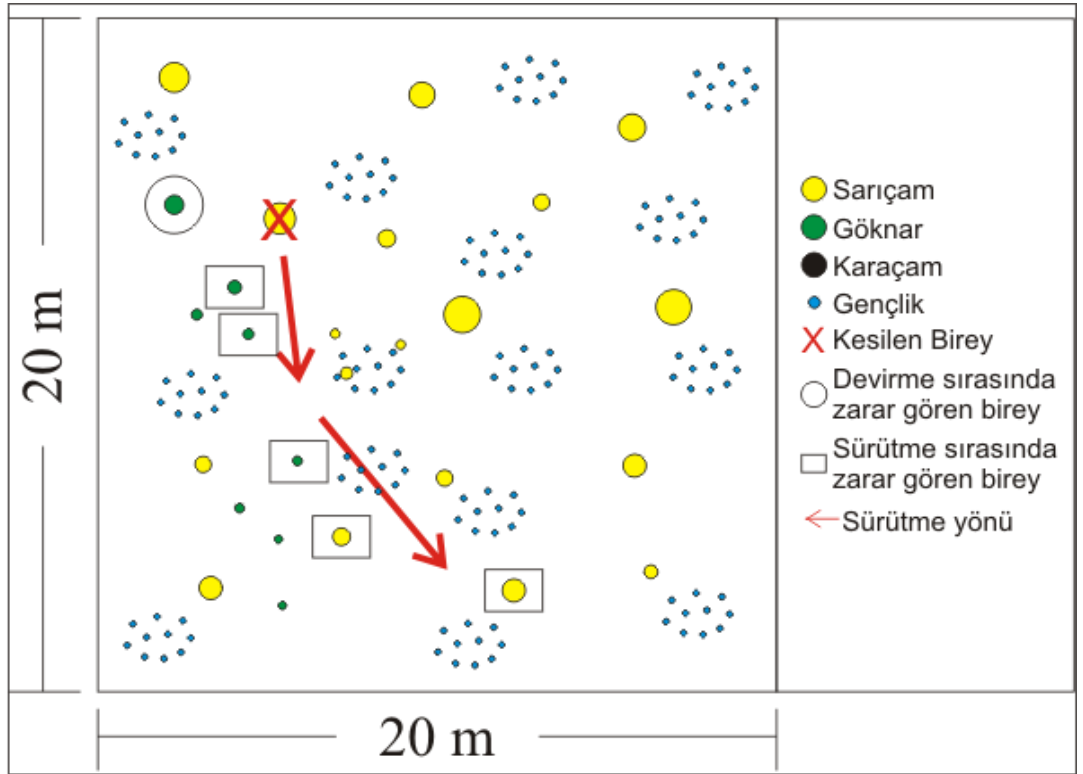 20 m
Sarıçam
Göknar
Karaçam
Gençlik
Kesilen Birey
Devirme sırasında
zarar gören birey
Sürütme sırasında
zarar gören birey
Sürütme yönü
20 m